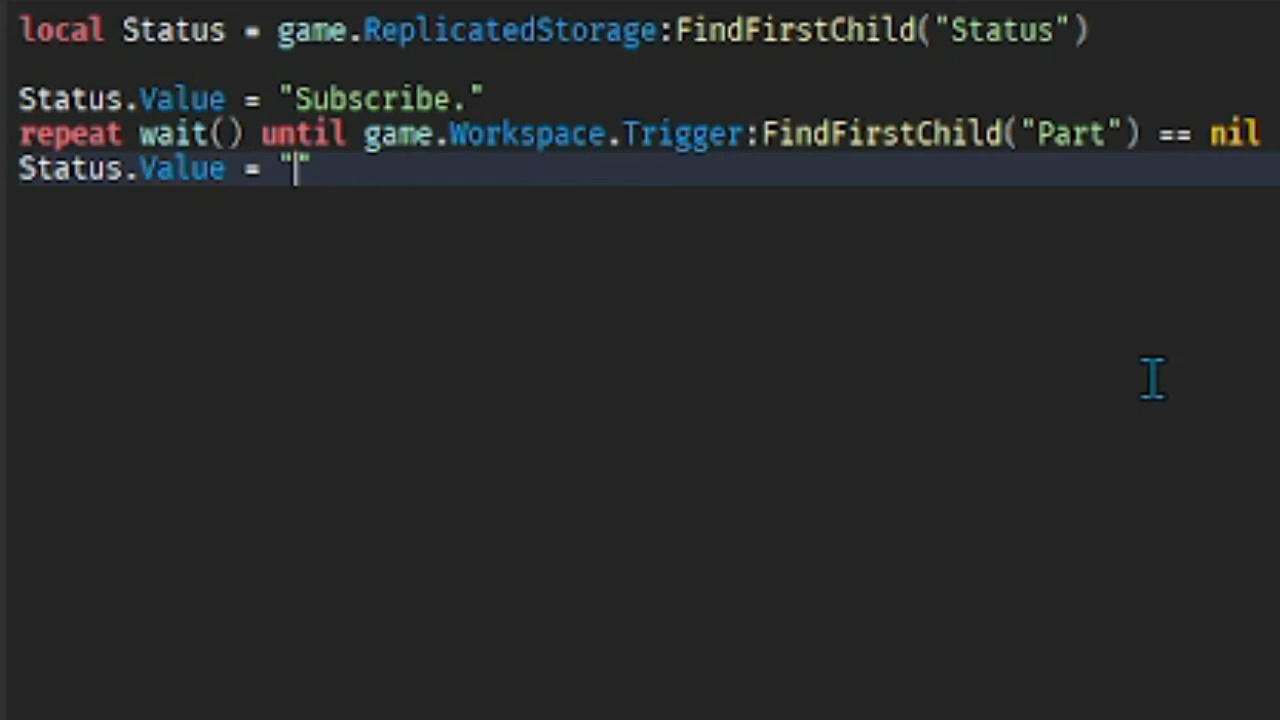 local Status = game.ReplicatedStorage:FindFirstChild("Status")
Status.Value = "Subscribe."
repeat wait() until game.Workspace.Trigger:FindFirstChild("Part") == nil
Status.Value = ""